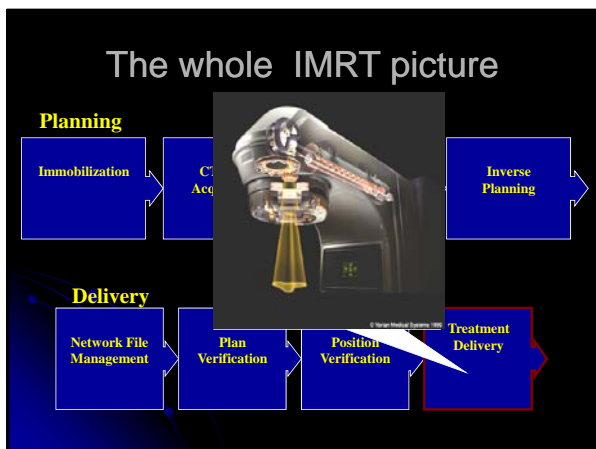 The whole IMRT picture
Planning
Immobilization
CT
Acq
Inverse
Planning
© Varian Medical Systems 1999
Delivery
Network File
Management
Plan
Verification
Position
Verification
Treatment
Delivery